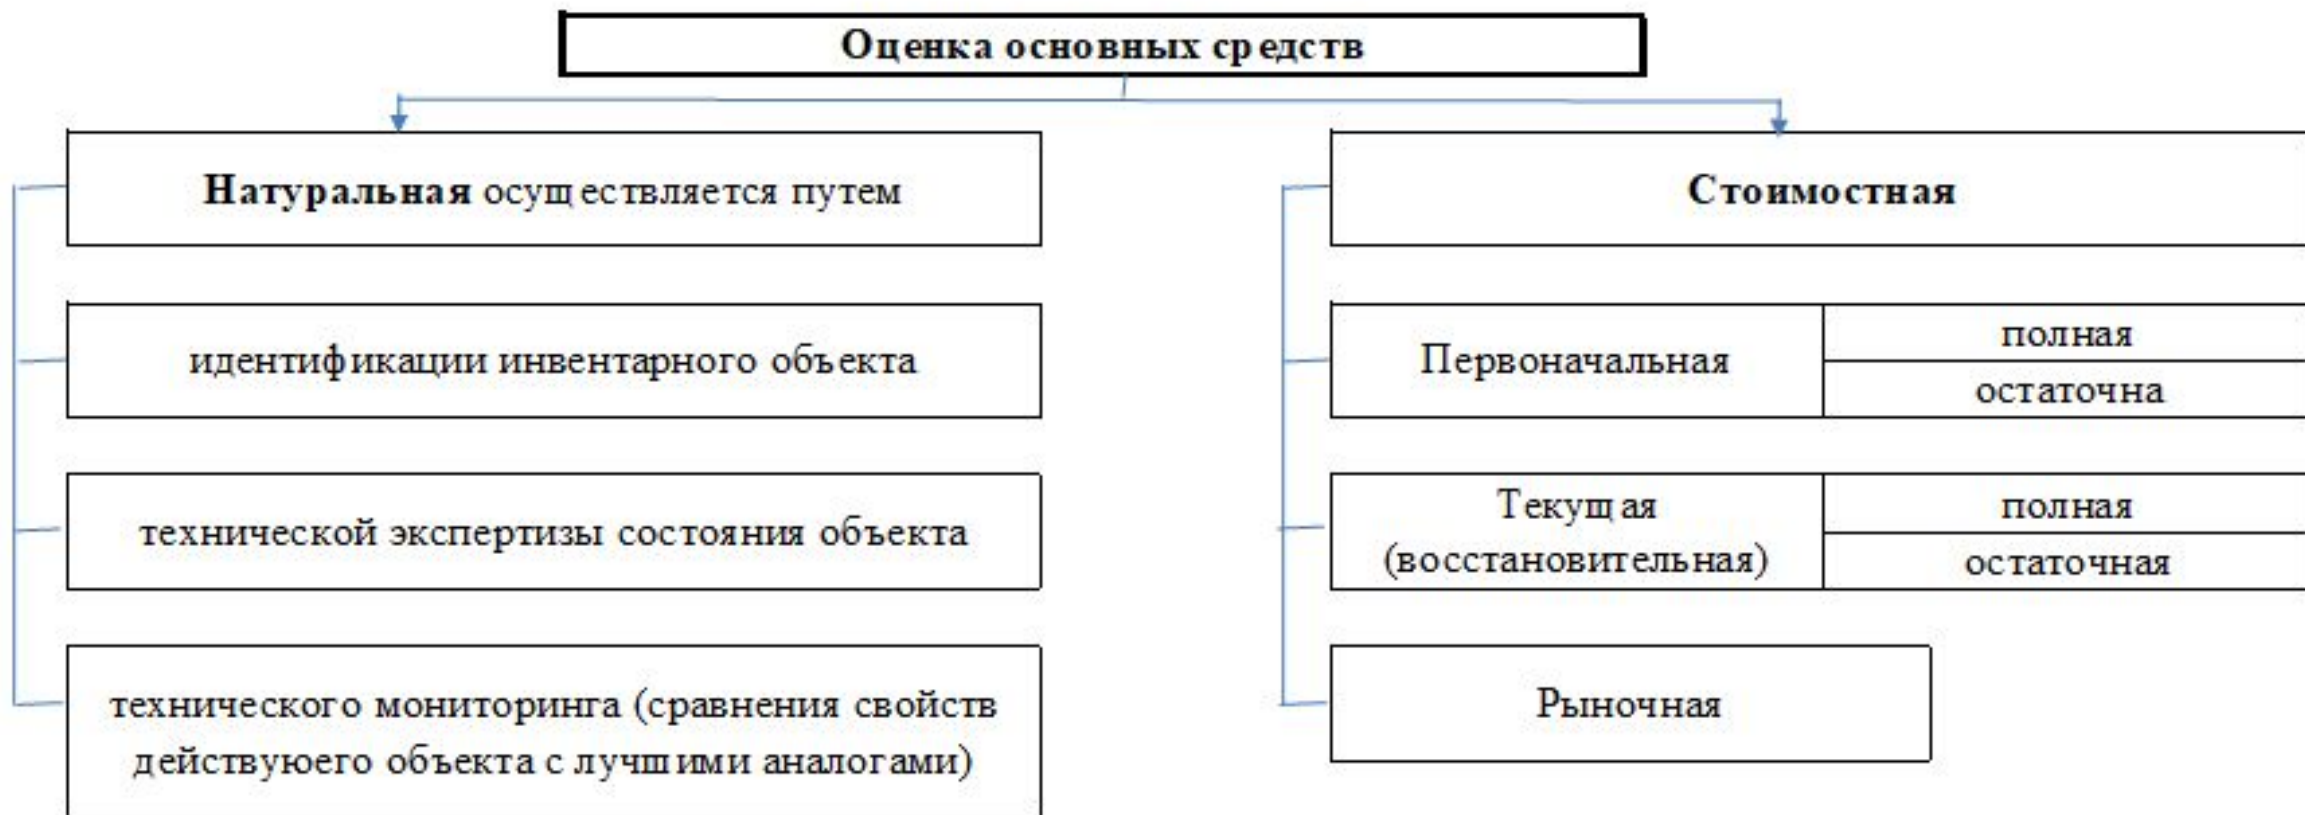 Оценка основных средств
Натуральная осуществляется путем
идентификации инвентарного объекта
технической экспертизы состояния объекта
технического мониторинга (сравнения свойств
действуюего объекта с лучшими аналогами)
Стоимостная
Первоначальная
полная
остаточна
Текущая
(восстановительная)
полная
остаточная
Рыночная